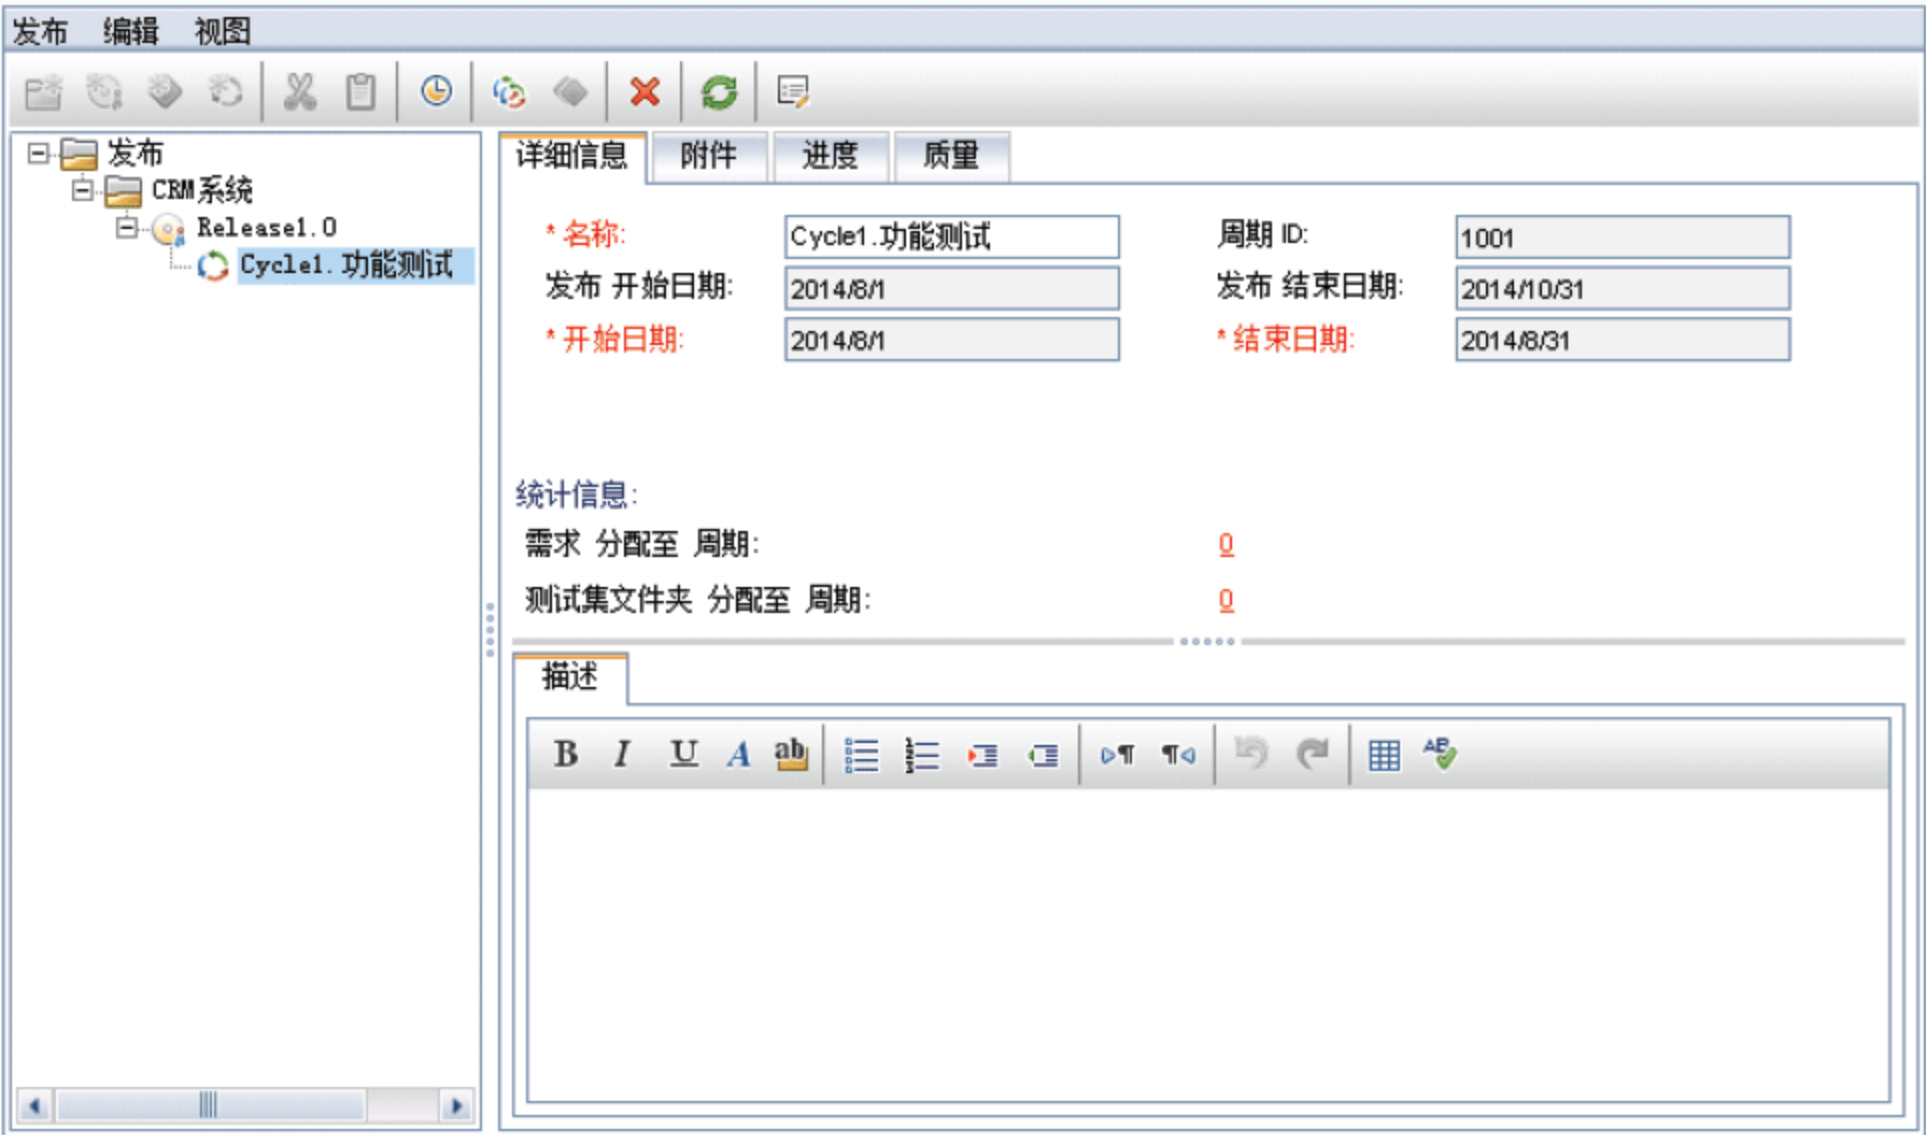 发布 编辑 视图
发布
CRM系统
Release1.0
Cycle1.功能测试
详细信息 附件 进度 质量
* 名称: Cycle1.功能测试 周期 ID: 1001
发布 开始日期: 2014/8/1 发布 结束日期: 2014/10/31
* 开始日期: 2014/8/1 * 结束日期: 2014/8/31
统计信息:
需求 分配至 周期: 0
测试集文件夹 分配至 周期: 0
描述
B I U A ab